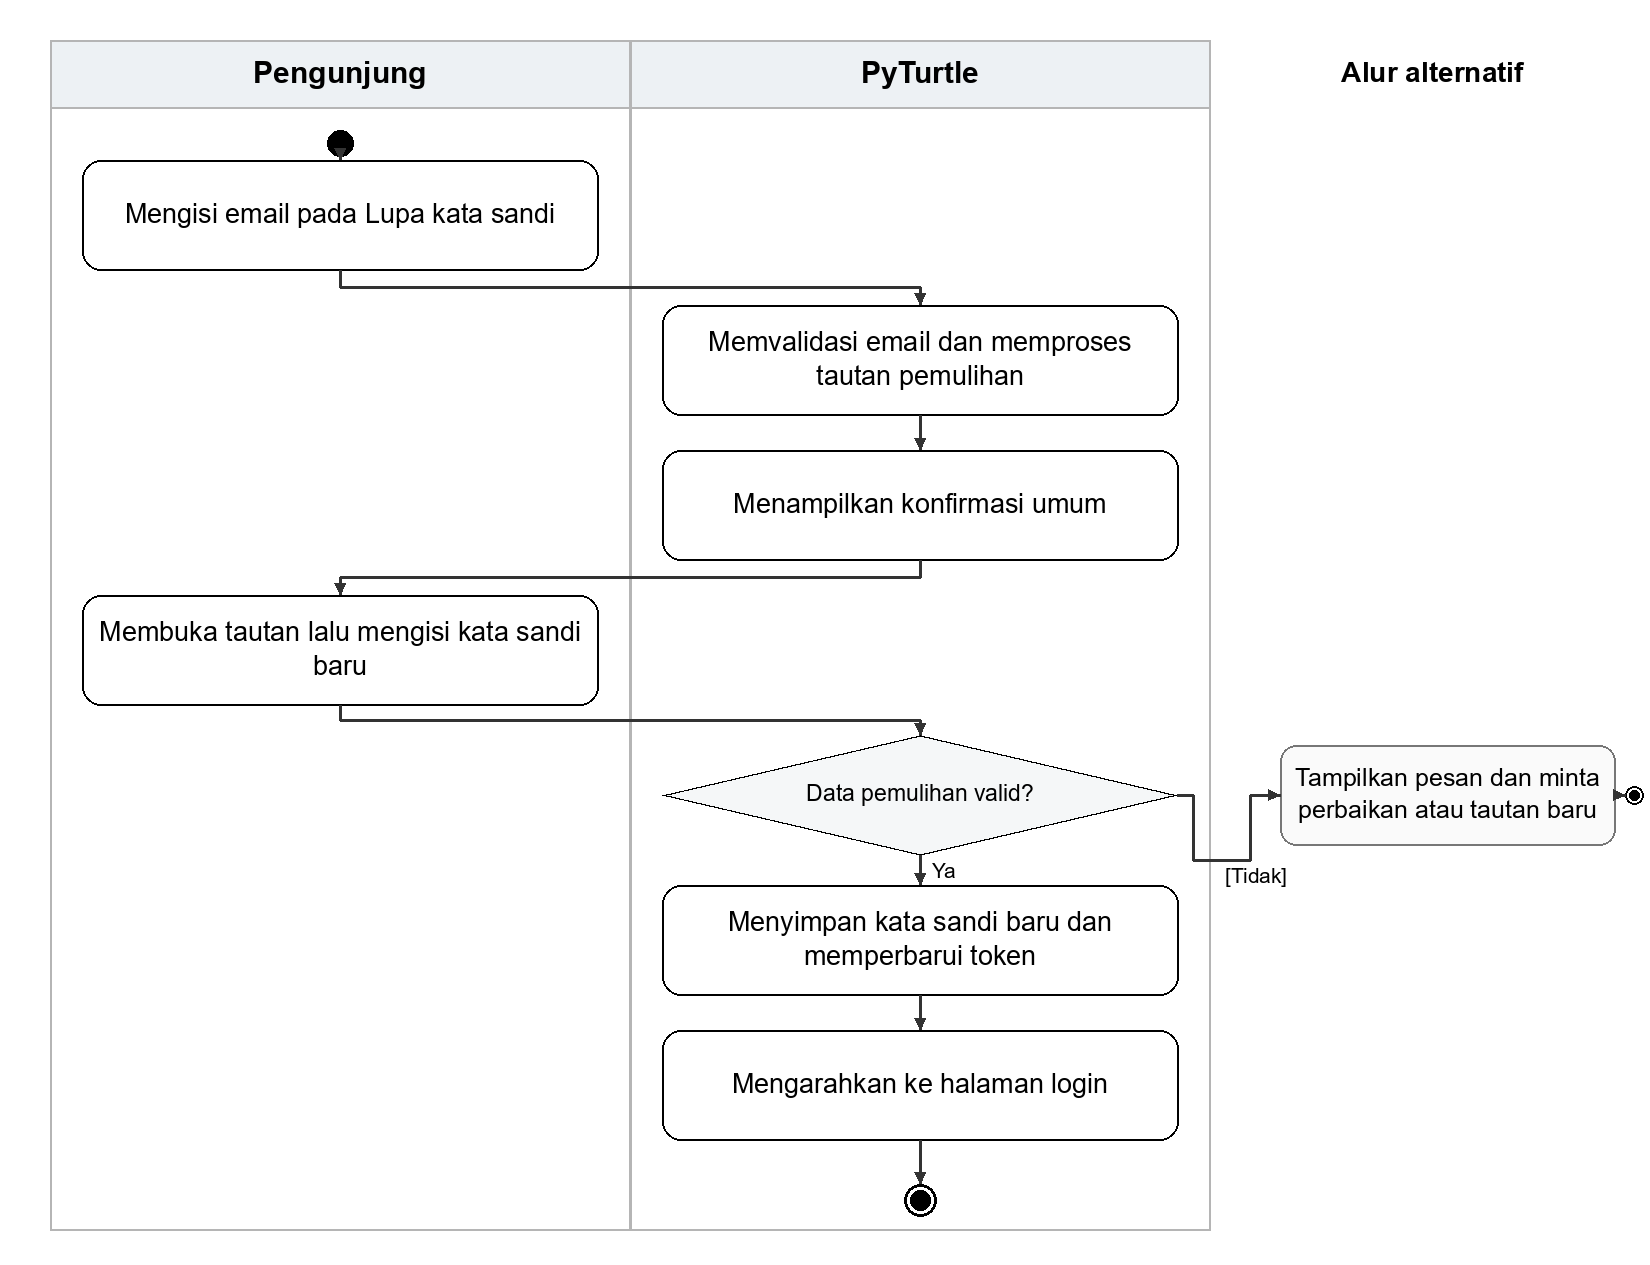 Pengunjung
PyTurtle
Alur alternatif
Mengisi email pada Lupa kata sandi
Memvalidasi email dan memproses
tautan pemulihan
Menampilkan konfirmasi umum
Membuka tautan lalu mengisi kata sandi
baru
Data pemulihan valid?
Tampilkan pesan dan minta
perbaikan atau tautan baru
Ya
[Tidak]
Menyimpan kata sandi baru dan
memperbarui token
Mengarahkan ke halaman login